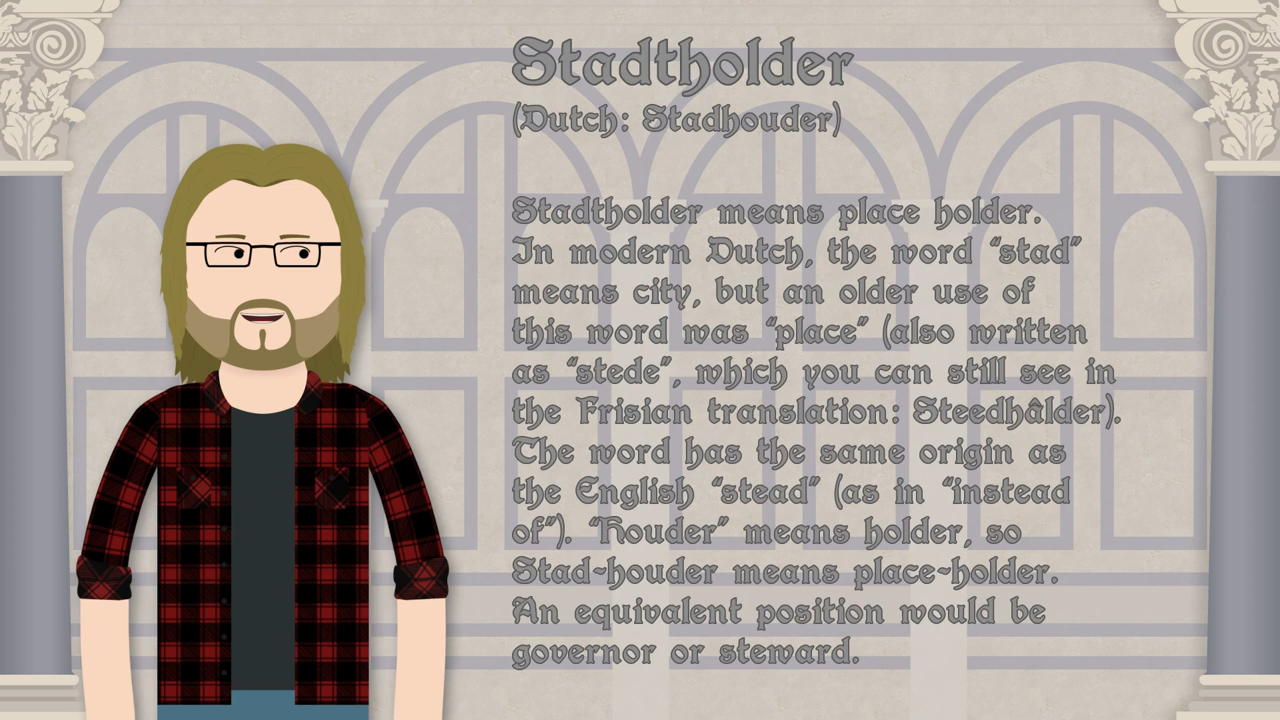 Stadtholder
(Dutch: Stadhouder)
Stadtholder means place holder.
In modern Dutch, the word “stad”
means city, but an older use of
this word was “place” (also written
as “stede”, which you can still see in
the Frisian translation: Steedhâlder).
The word has the same origin as
the English “stead” (as in “instead
of”). “Houder” means holder, so
Stad-houder means place-holder.
An equivalent position would be
governor or steward.